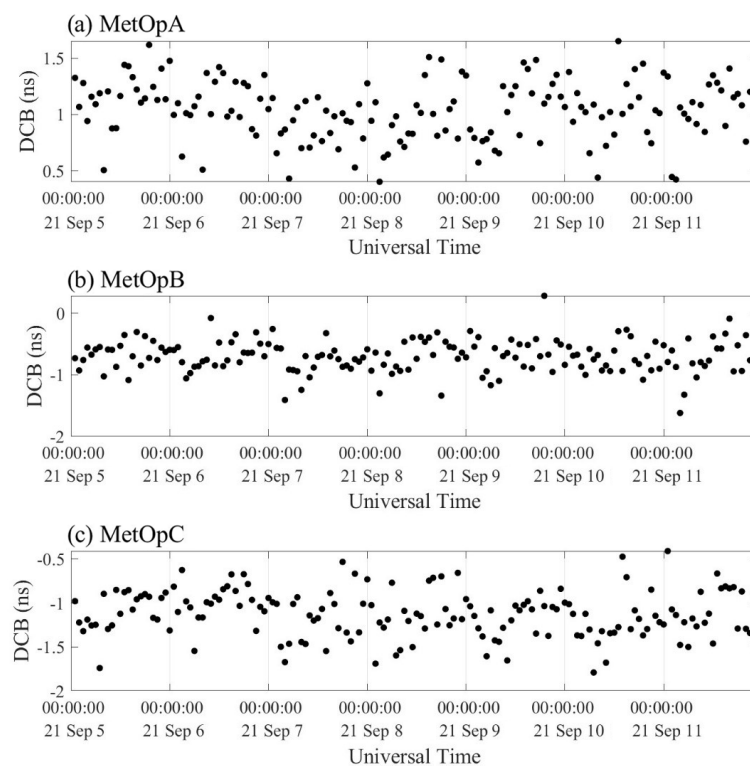 (a) MetOpA
1.5
1
0.5
DCB (ns)
00:00:00 00:00:00 00:00:00 00:00:00 00:00:00 00:00:00 00:00:00
21 Sep 5 21 Sep 6 21 Sep 7 21 Sep 8 21 Sep 9 21 Sep 10 21 Sep 11
Universal Time
(b) MetOpB
0
-1
-2
DCB (ns)
00:00:00 00:00:00 00:00:00 00:00:00 00:00:00 00:00:00 00:00:00
21 Sep 5 21 Sep 6 21 Sep 7 21 Sep 8 21 Sep 9 21 Sep 10 21 Sep 11
Universal Time
(c) MetOpC
-0.5
-1
-1.5
-2
DCB (ns)
00:00:00 00:00:00 00:00:00 00:00:00 00:00:00 00:00:00 00:00:00
21 Sep 5 21 Sep 6 21 Sep 7 21 Sep 8 21 Sep 9 21 Sep 10 21 Sep 11
Universal Time